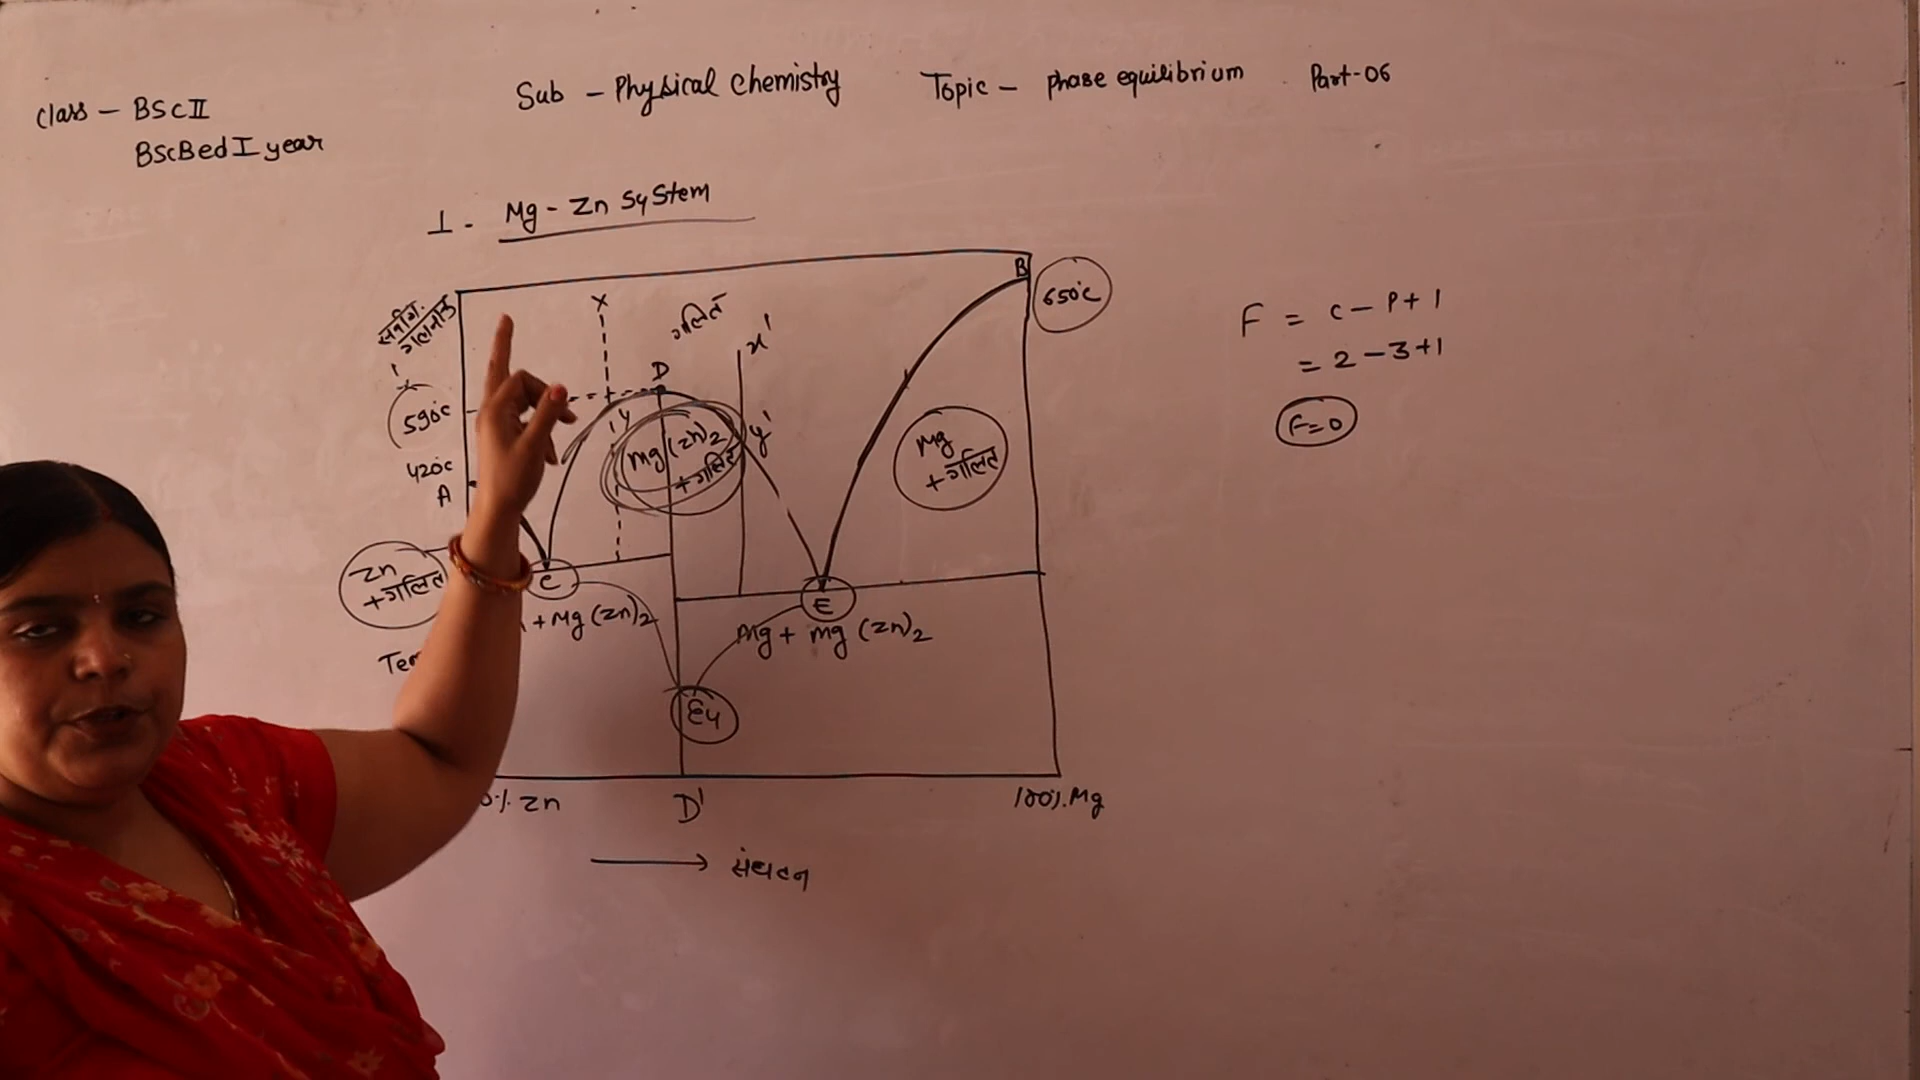 Class - BSc II
BScBed I year
Sub - Physical Chemistry
Topic - phase equilibrium
Part-06
1. Mg - Zn SyStem
B
650°C
X
गलित
x'
D
590°C
Y
y'
420°C
A
Mg(Zn)2
+गलित
Mg
+गलित
Zn
+गलित
C
E
+Mg(Zn)2
Mg + Mg (Zn)2
Ter
E4
% Zn
D'
100%.Mg
→ संघटन
F = C - P + 1
= 2 - 3 + 1
F=0